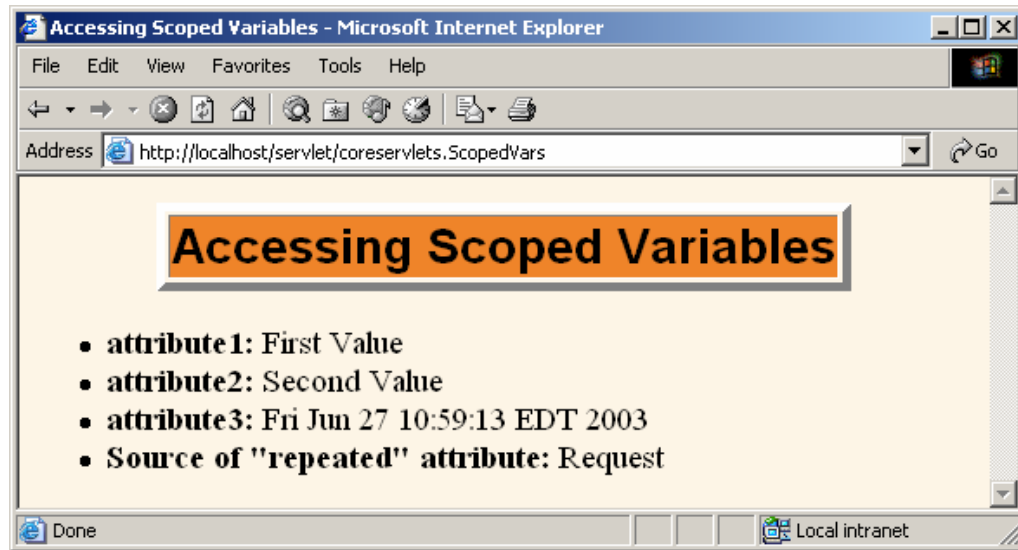 Accessing Scoped Variables - Microsoft Internet Explorer
File Edit View Favorites Tools Help
Address http://localhost/servlet/coreservlets.ScopedVars Go
Accessing Scoped Variables
• attribute1: First Value
• attribute2: Second Value
• attribute3: Fri Jun 27 10:59:13 EDT 2003
• Source of "repeated" attribute: Request
Done Local intranet